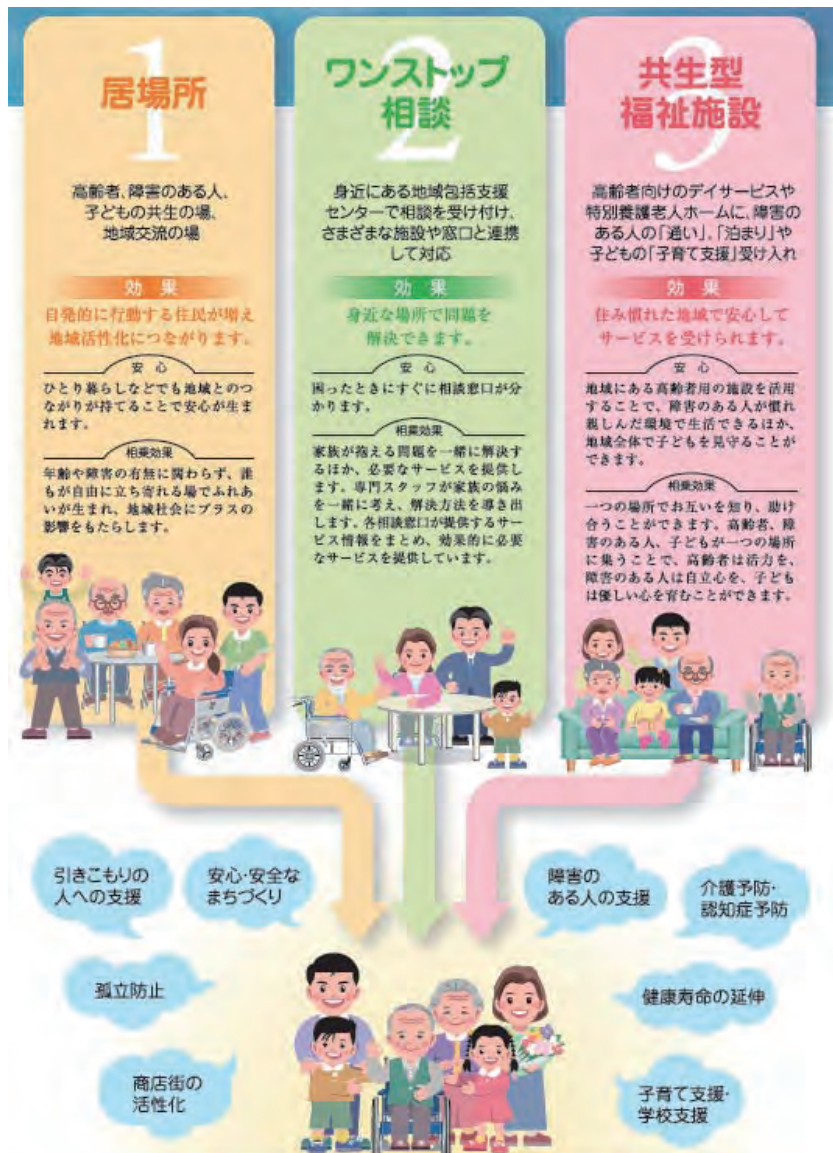 1
居場所
高齢者、障害のある人、
子どもの共生の場、
地域交流の場
効果
自発的に行動する住民が増え
地域活性化につながります。
安心
ひとり暮らしなどでも地域とのつ
ながりが持てることで安心が生ま
れます。
相乗効果
年齢や障害の有無に関わらず、誰
もが自由に立ち寄れる場でふれあ
いが生まれ、地域社会にプラスの
影響をもたらします。
2
ワンストップ
相談
身近にある地域包括支援
センターで相談を受け付け、
さまざまな施設や窓口と連携
して対応
効果
身近な場所で問題を
解決できます。
安心
困ったときにすぐに相談窓口が分
かります。
相乗効果
家族が抱える問題を一緒に解決す
るほか、必要なサービスを提供し
ます。専門スタッフが家族の悩み
を一緒に考え、解決方法を導き出
します。各相談窓口が提供するサー
ビス情報をまとめ、効果的に必要
なサービスを提供しています。
3
共生型
福祉施設
高齢者向けのデイサービスや
特別養護老人ホームに、障害の
ある人の「通い」、「泊まり」や
子どもの「子育て支援」受け入れ
効果
住み慣れた地域で安心して
サービスを受けられます。
安心
地域にある高齢者用の施設を活用
することで、障害のある人が慣れ
親しんだ環境で生活できるほか、
地域全体で子どもを見守ることが
できます。
相乗効果
一つの場所でお互いを知り、助け
合うことができます。高齢者、障
害のある人、子どもが一つの場所
に集うことで、高齢者は活力を、
障害のある人は自立心を、子ども
は優しい心を育むことができます。
引きこもりの
人への支援
安心・安全な
まちづくり
障害の
ある人の支援
介護予防・
認知症予防
孤立防止
健康寿命の延伸
商店街の
活性化
子育て支援・
学校支援